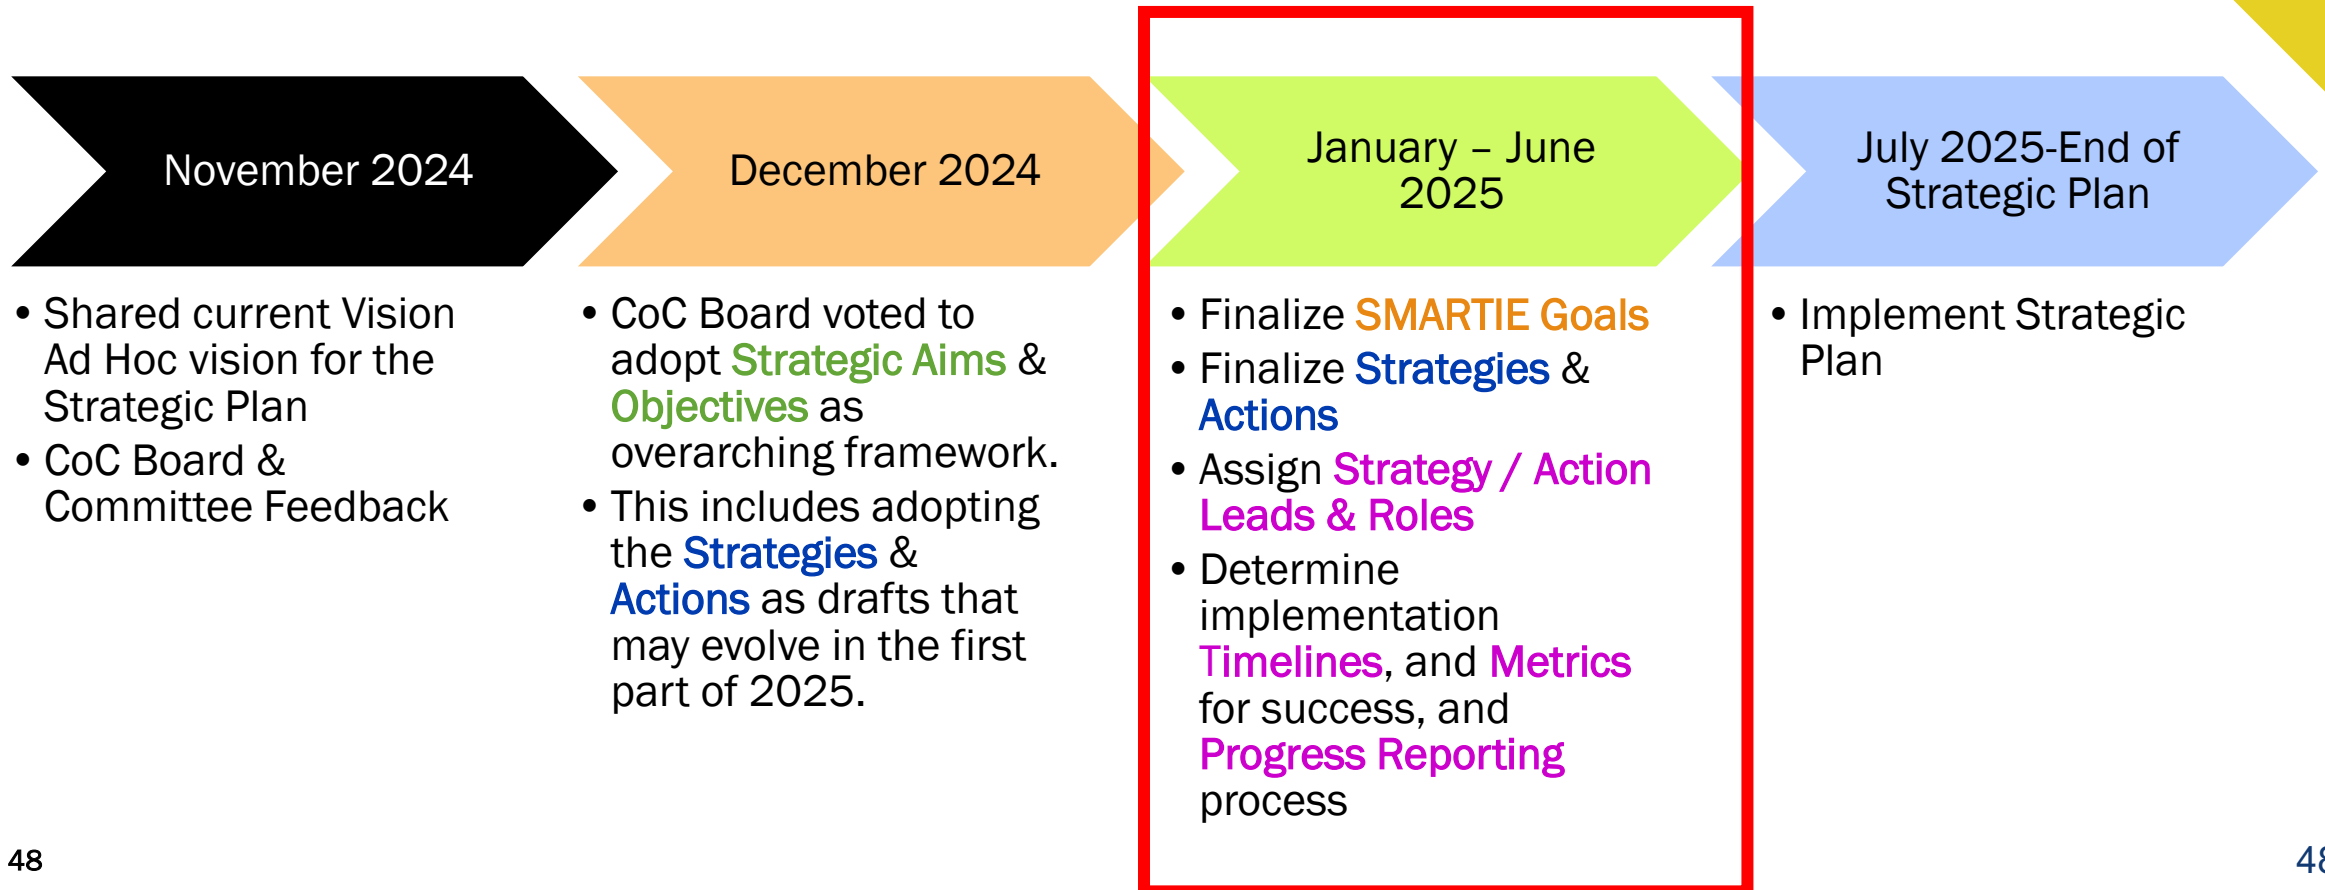 November 2024
• Shared current Vision
Ad Hoc vision for the
Strategic Plan
• CoC Board &
Committee Feedback
December 2024
• CoC Board voted to
adopt Strategic Aims &
Objectives as
overarching framework.
• This includes adopting
the Strategies &
Actions as drafts that
may evolve in the first
part of 2025.
January – June
2025
• Finalize SMARTIE Goals
• Finalize Strategies &
Actions
• Assign Strategy / Action
Leads & Roles
• Determine
implementation
Timelines, and Metrics
for success, and
Progress Reporting
process
July 2025-End of
Strategic Plan
• Implement Strategic
Plan
48
48